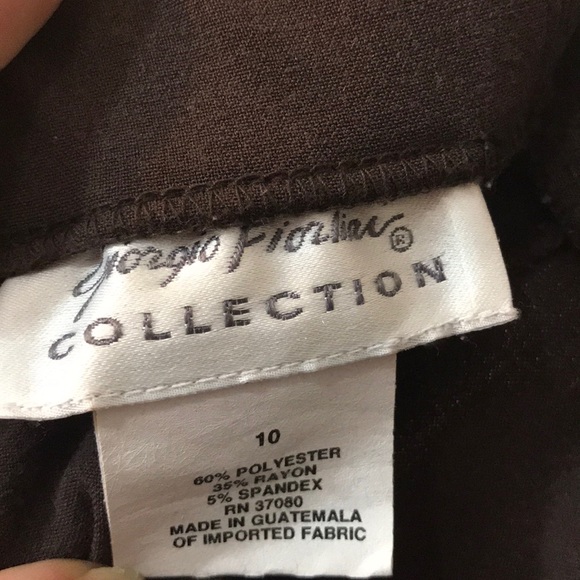 Giorgio Fiorlini ®
COLLECTION
10
60% POLYESTER
35% RAYON
5% SPANDEX
RN 37080
MADE IN GUATEMALA
OF IMPORTED FABRIC